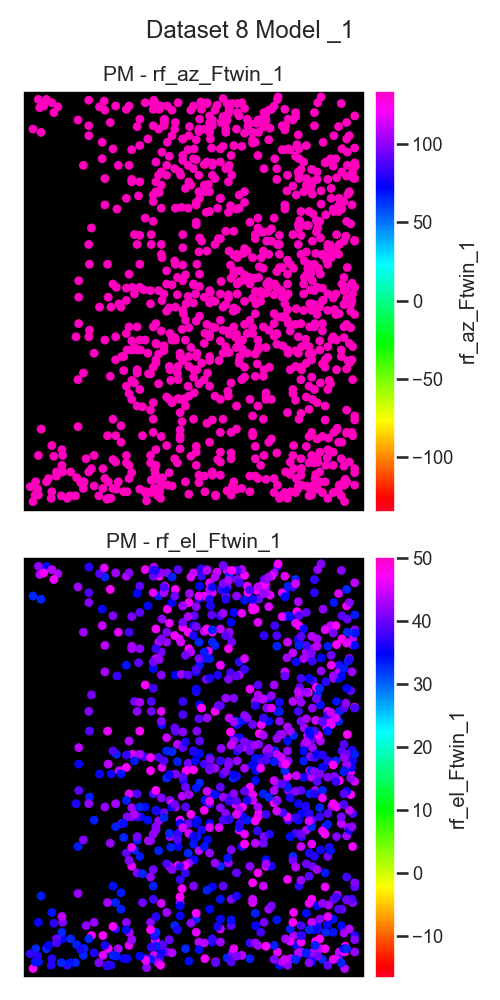 Dataset 8 Model _1
PM - rf_az_Ftwin_1
100
50
0
−50
−100
rf_az_Ftwin_1
PM - rf_el_Ftwin_1
50
40
30
20
10
0
−10
rf_el_Ftwin_1